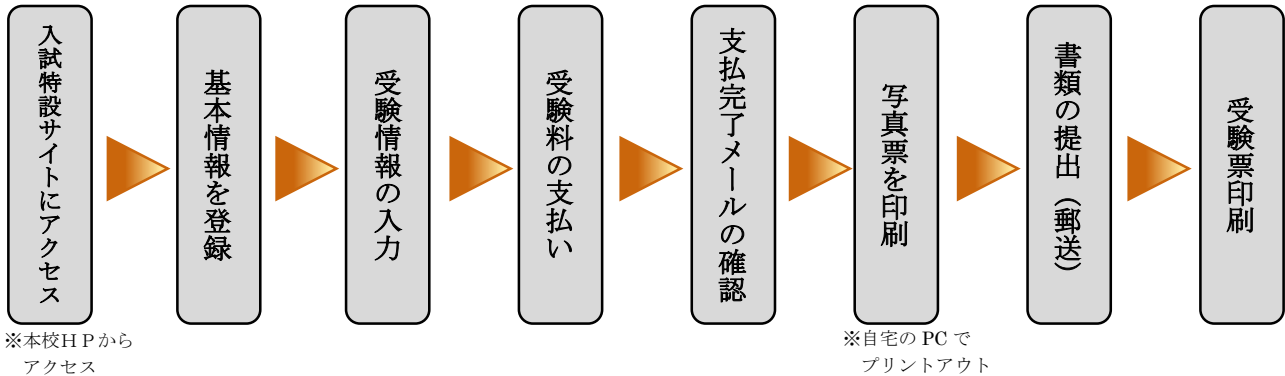 入試特設サイトにアクセス
基本情報を登録
受験情報の入力
受験料の支払い
支払完了メールの確認
写真票を印刷
書類の提出（郵送）
受験票印刷
※本校ＨＰから
アクセス
※自宅の PC で
プリントアウト